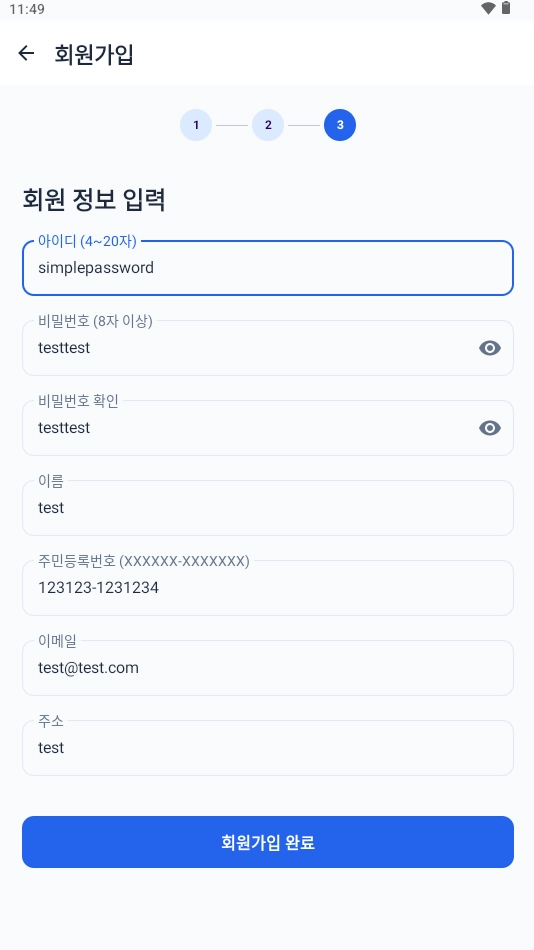 11:49
회원가입
1 2 3
회원 정보 입력
아이디 (4~20자)
simplepassword
비밀번호 (8자 이상)
testtest
비밀번호 확인
testtest
이름
test
주민등록번호 (XXXXXX-XXXXXXX)
123123-1231234
이메일
test@test.com
주소
test
회원가입 완료